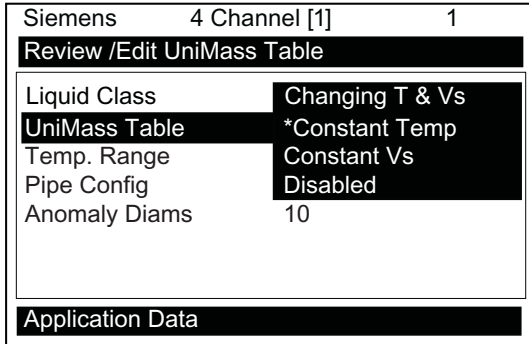 Siemens 4 Channel [1] 1
Review /Edit UniMass Table
Liquid Class Changing T & Vs
UniMass Table *Constant Temp
Temp. Range Constant Vs
Pipe Config Disabled
Anomaly Diams 10
Application Data